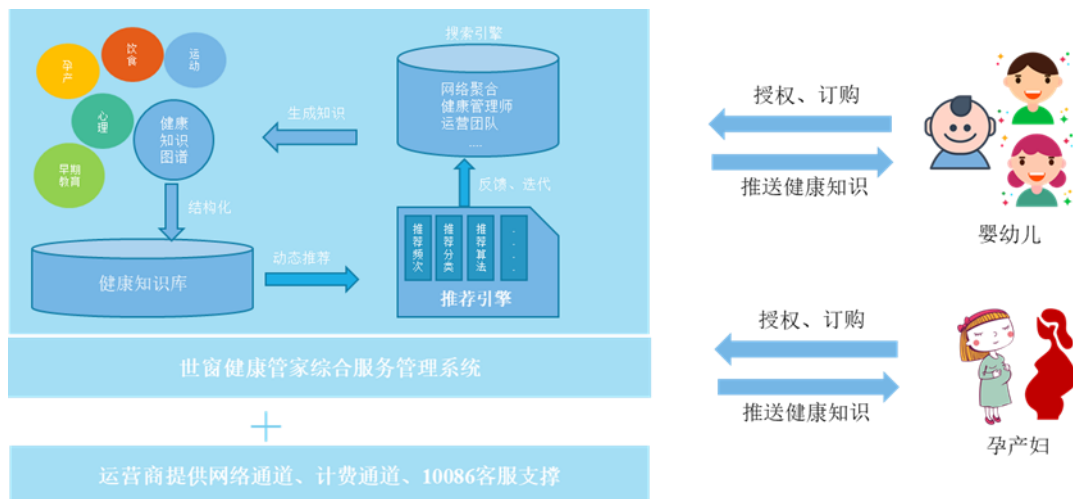 搜索引擎
饮食
运动
孕产
心理
早期
教育
健康
知识
图谱
生成知识
网络聚合
健康管理师
运营团队
....
结构化
反馈、迭代
健康知识库
动态推荐
推荐频次
推荐分类
推荐算法
....
推荐引擎
世窗健康管家综合服务管理系统
+
运营商提供网络通道、计费通道、10086客服支撑
授权、订购
推送健康知识
婴幼儿
授权、订购
推送健康知识
孕产妇